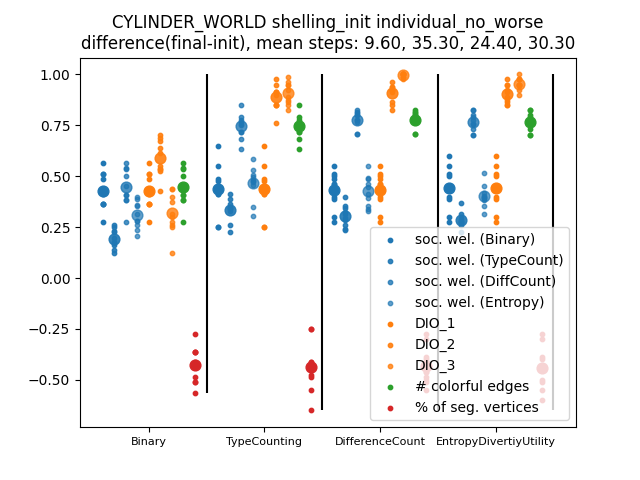 CYLINDER_WORLD shelling_init individual_no_worse
difference(final-init), mean steps: 9.60, 35.30, 24.40, 30.30
1.00
0.75
0.50
0.25
0.00
−0.25
−0.50
soc. wel. (Binary)
soc. wel. (TypeCount)
soc. wel. (DiffCount)
soc. wel. (Entropy)
DIO_1
DIO_2
DIO_3
# colorful edges
% of seg. vertices
Binary
TypeCounting
DifferenceCount
EntropyDivertiyUtility